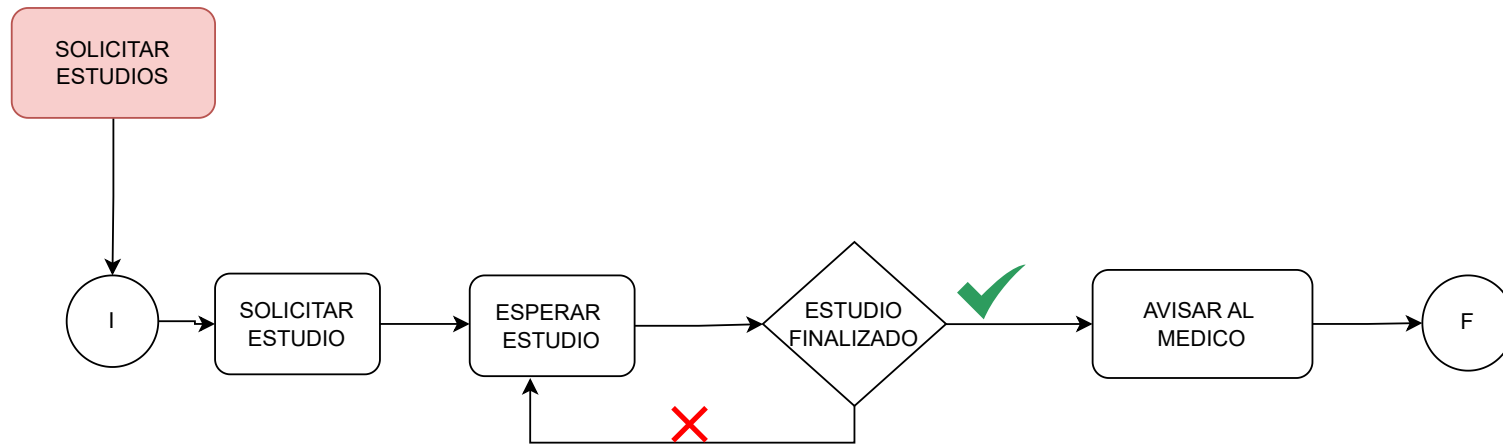 SOLICITAR
ESTUDIOS
I
SOLICITAR
ESTUDIO
ESPERAR
ESTUDIO
ESTUDIO
FINALIZADO
AVISAR AL
MEDICO
F